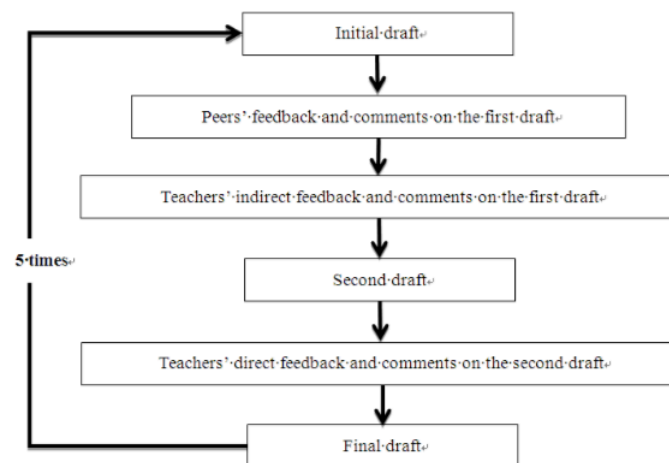 Initial draft
Peers' feedback and comments on the first draft
Teachers' indirect feedback and comments on the first draft
5 times
Second draft
Teachers' direct feedback and comments on the second draft
Final draft